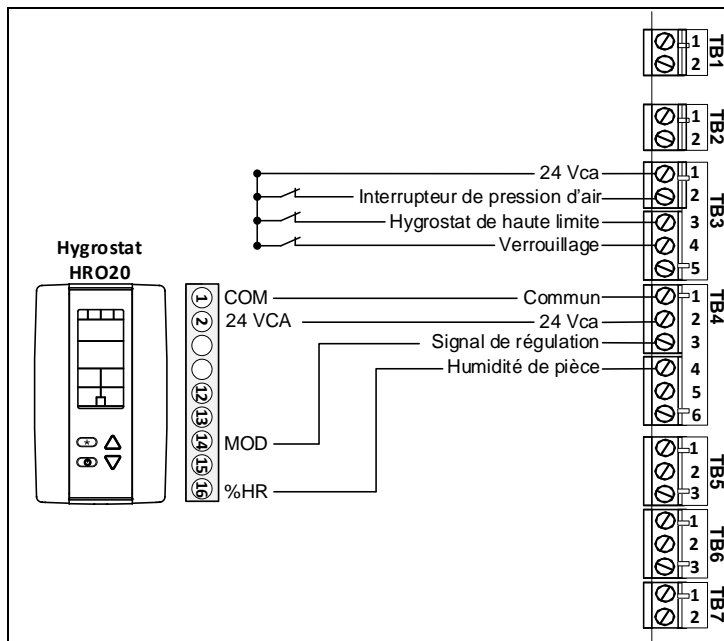 1
2
TB1
1
2
TB2
24 Vca
1
Interrupteur de pression d'air
2
TB3
Hygrostat de haute limite
3
Verrouillage
4
5
Hygrostat
HRO20
1
COM
Commun
1
TB4
2
24 VCA
24 Vca
2
Signal de régulation
3
Humidité de pièce
4
12
5
13
6
14
MOD
15
16
%HR
1
2
TB5
3
1
2
TB6
3
1
2
TB7